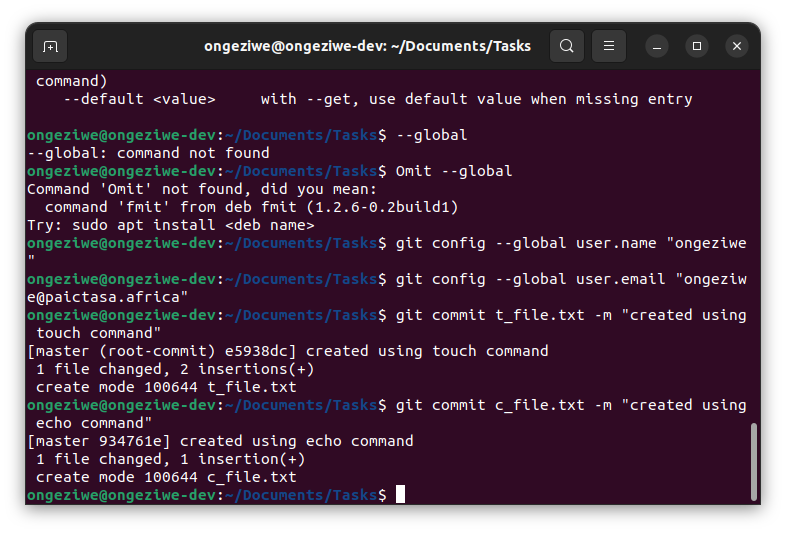 ongeziwe@ongeziwe-dev: ~/Documents/Tasks
 command)
    --default <value>     with --get, use default value when missing entry

ongeziwe@ongeziwe-dev:~/Documents/Tasks$ --global
--global: command not found
ongeziwe@ongeziwe-dev:~/Documents/Tasks$ Omit --global
Command 'Omit' not found, did you mean:
  command 'fmit' from deb fmit (1.2.6-0.2build1)
Try: sudo apt install <deb name>
ongeziwe@ongeziwe-dev:~/Documents/Tasks$ git config --global user.name "ongeziwe
"
ongeziwe@ongeziwe-dev:~/Documents/Tasks$ git config --global user.email "ongeziw
e@paictasa.africa"
ongeziwe@ongeziwe-dev:~/Documents/Tasks$ git commit t_file.txt -m "created using
 touch command"
[master (root-commit) e5938dc] created using touch command
 1 file changed, 2 insertions(+)
 create mode 100644 t_file.txt
ongeziwe@ongeziwe-dev:~/Documents/Tasks$ git commit c_file.txt -m "created using
 echo command"
[master 934761e] created using echo command
 1 file changed, 1 insertion(+)
 create mode 100644 c_file.txt
ongeziwe@ongeziwe-dev:~/Documents/Tasks$